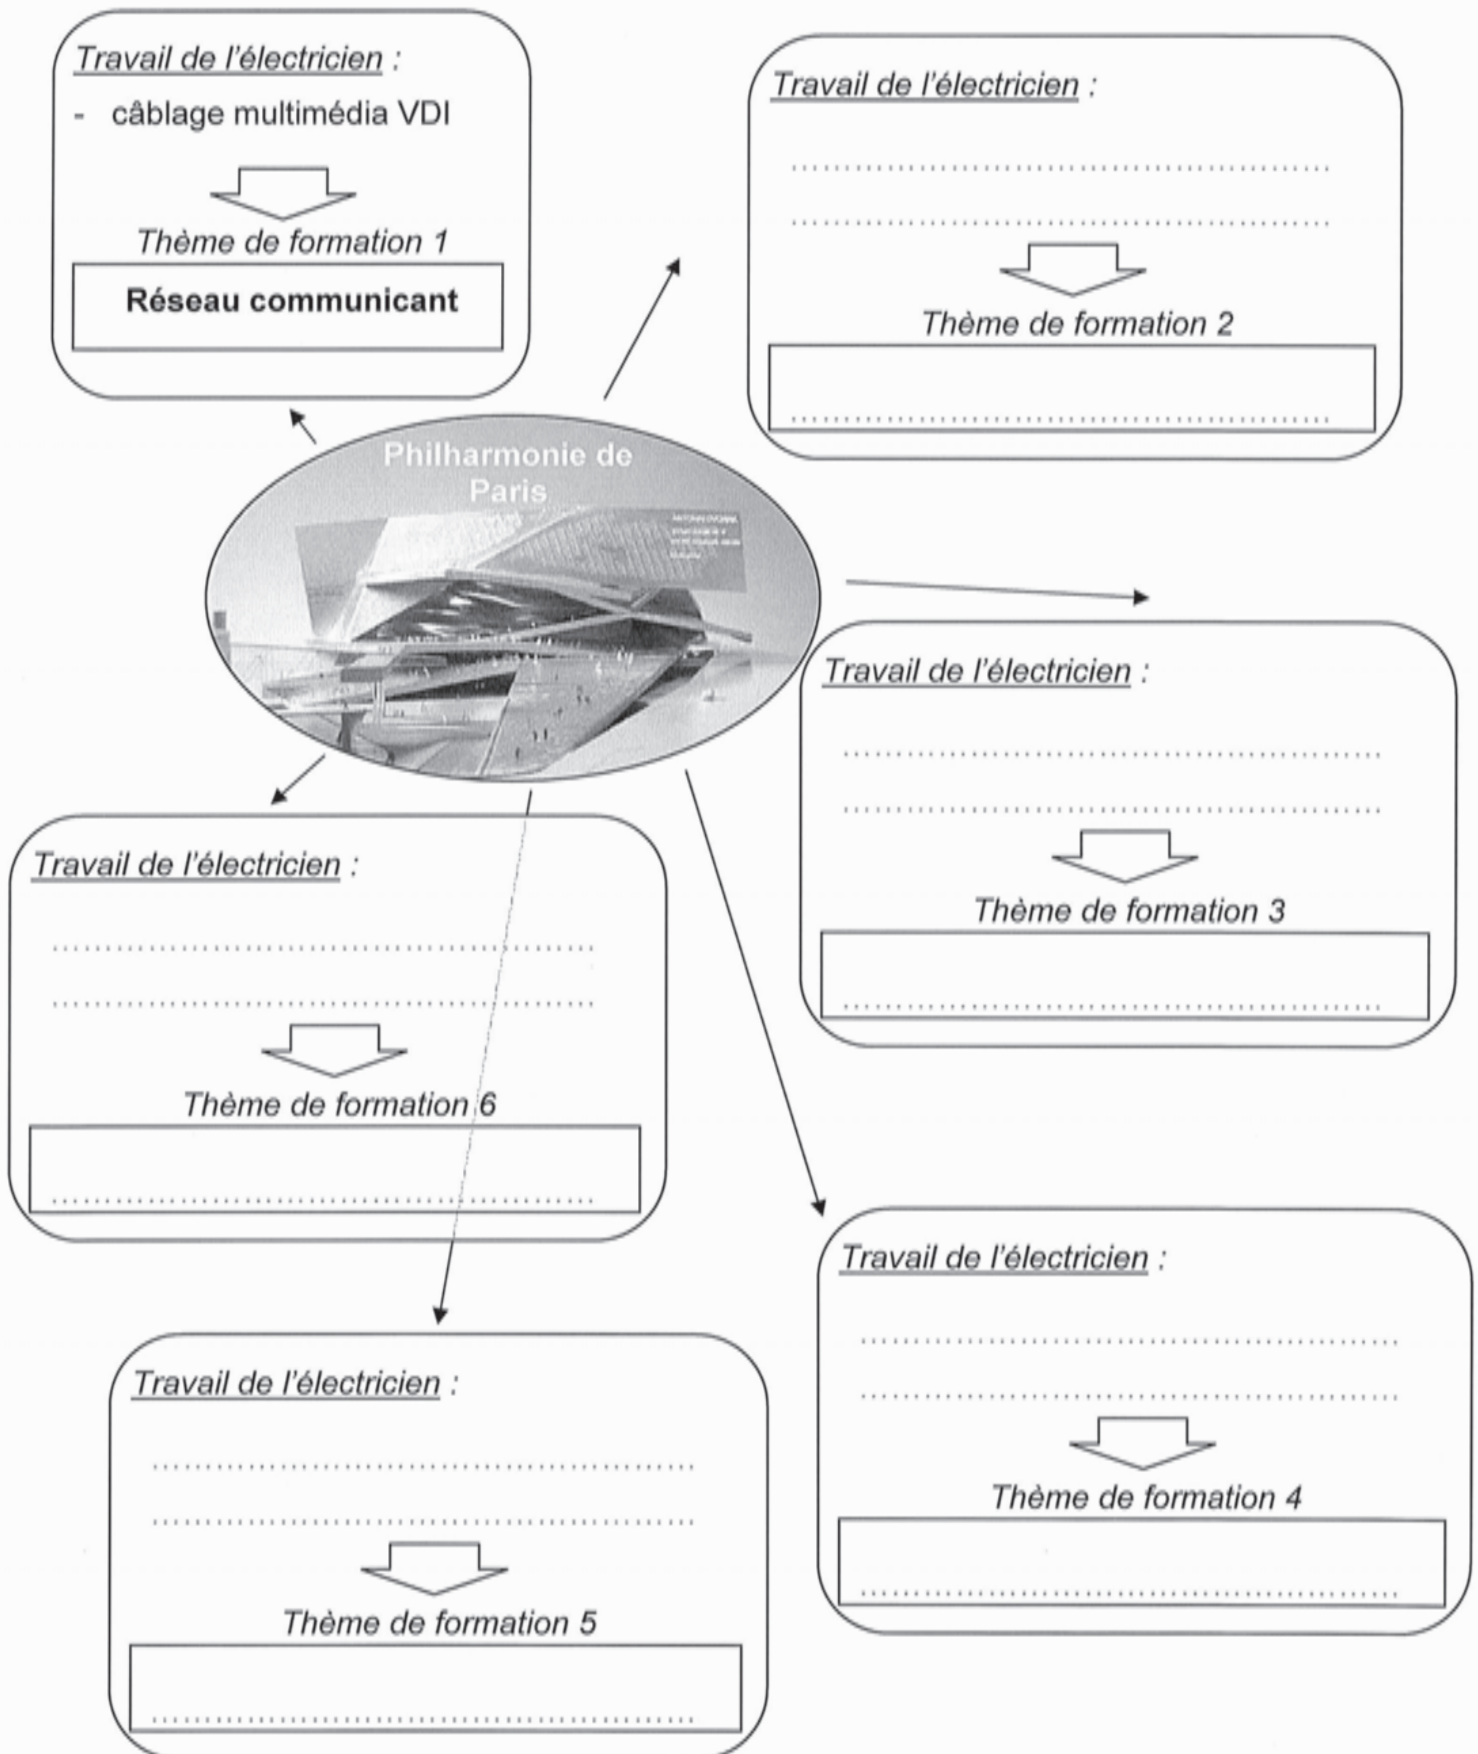 Travail de l'électricien :
- câblage multimédia VDI
Thème de formation 1
Réseau communicant
Travail de l'électricien :
Thème de formation 2
Philharmonie de
Paris
Travail de l'électricien :
Thème de formation 3
Travail de l'électricien :
Thème de formation 6
Travail de l'électricien :
Thème de formation 4
Travail de l'électricien :
Thème de formation 5